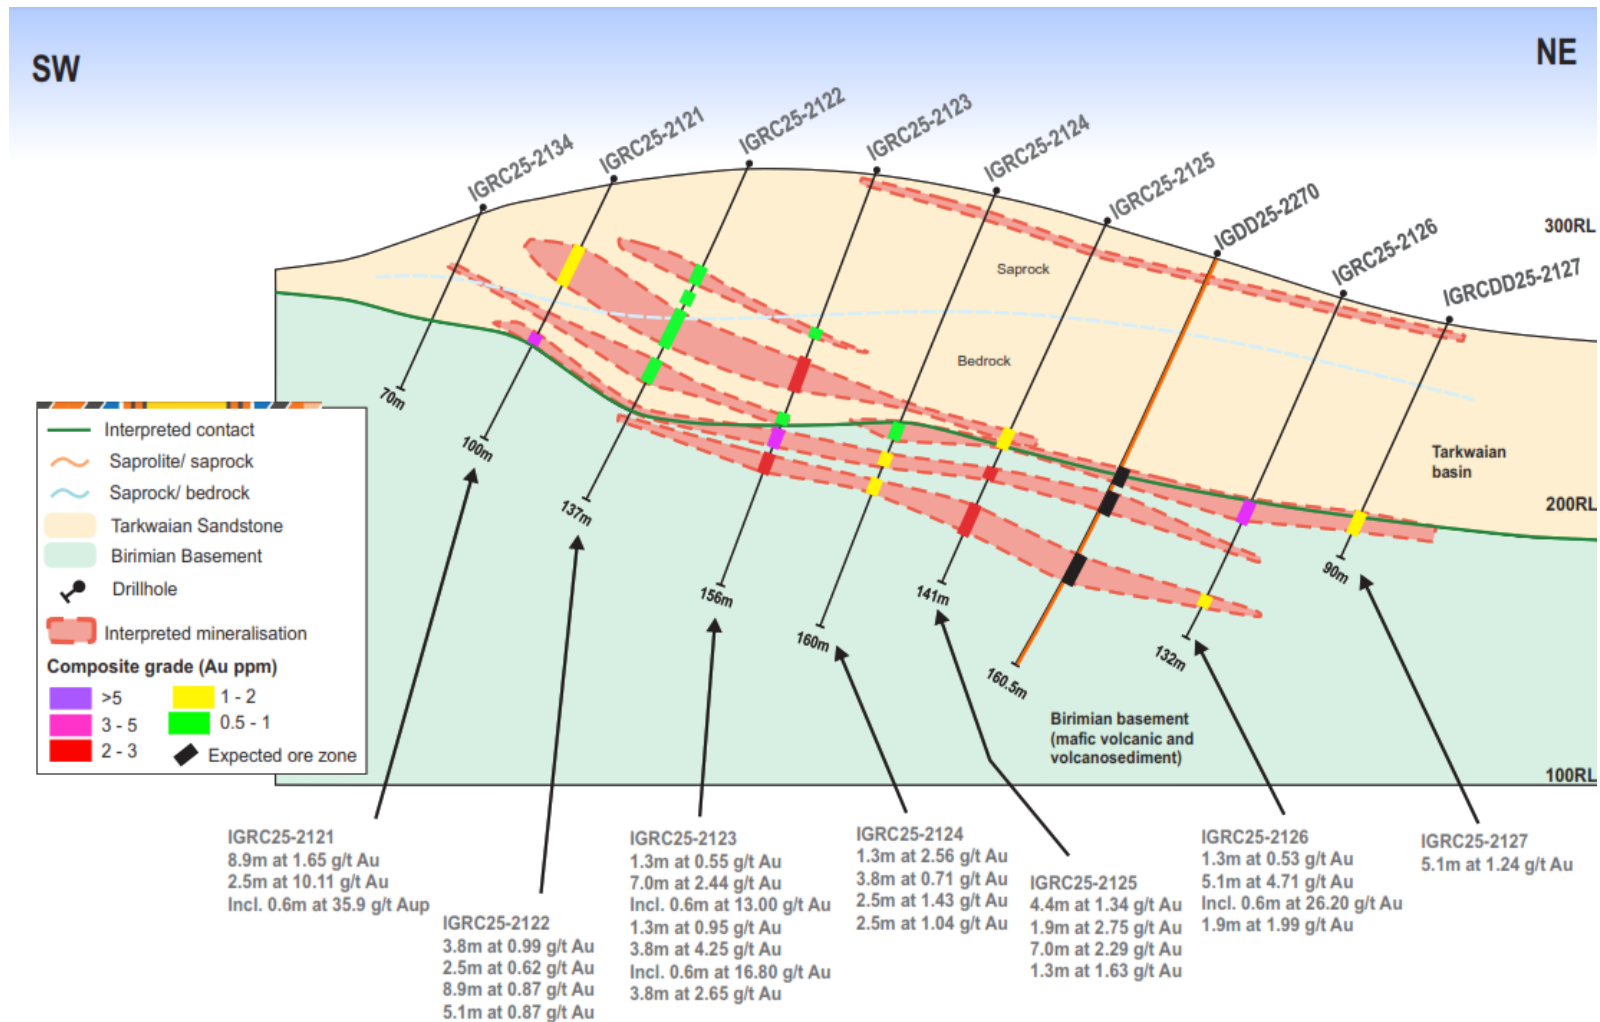 SW
NE
IGRC25-2134
IGRC25-2121
IGRC25-2122
IGRC25-2123
IGRC25-2124
IGRC25-2125
IGDD25-2270
IGRC25-2126
IGRCDD25-2127
300RL
Saprock
Bedrock
Tarkwaian
basin
200RL
70m
100m
137m
156m
160m
141m
160.5m
132m
90m
Birimian basement
(mafic volcanic and
volcanosediment)
100RL
Interpreted contact
Saprolite/ saprock
Saprock/ bedrock
Tarkwaian Sandstone
Birimian Basement
Drillhole
Interpreted mineralisation
Composite grade (Au ppm)
>5
1 - 2
3 - 5
0.5 - 1
2 - 3
Expected ore zone
IGRC25-2121
8.9m at 1.65 g/t Au
2.5m at 10.11 g/t Au
Incl. 0.6m at 35.9 g/t Aup
IGRC25-2122
3.8m at 0.99 g/t Au
2.5m at 0.62 g/t Au
8.9m at 0.87 g/t Au
5.1m at 0.87 g/t Au
IGRC25-2123
1.3m at 0.55 g/t Au
7.0m at 2.44 g/t Au
Incl. 0.6m at 13.00 g/t Au
1.3m at 0.95 g/t Au
3.8m at 4.25 g/t Au
Incl. 0.6m at 16.80 g/t Au
3.8m at 2.65 g/t Au
IGRC25-2124
1.3m at 2.56 g/t Au
3.8m at 0.71 g/t Au
2.5m at 1.43 g/t Au
2.5m at 1.04 g/t Au
IGRC25-2125
4.4m at 1.34 g/t Au
1.9m at 2.75 g/t Au
7.0m at 2.29 g/t Au
1.3m at 1.63 g/t Au
IGRC25-2126
1.3m at 0.53 g/t Au
5.1m at 4.71 g/t Au
Incl. 0.6m at 26.20 g/t Au
1.9m at 1.99 g/t Au
IGRC25-2127
5.1m at 1.24 g/t Au